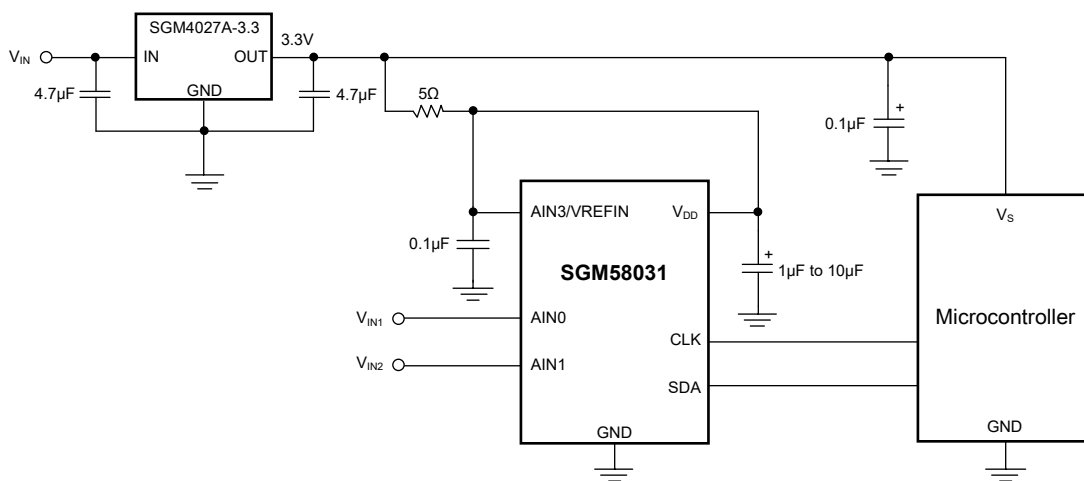 SGM4027A-3.3
V_IN
IN
OUT
3.3V
GND
4.7µF
4.7µF
5Ω
0.1µF
+
AIN3/VREFIN
V_DD
V_S
0.1µF
+
1µF to 10µF
SGM58031
V_IN1
AIN0
Microcontroller
V_IN2
AIN1
CLK
SDA
GND
GND